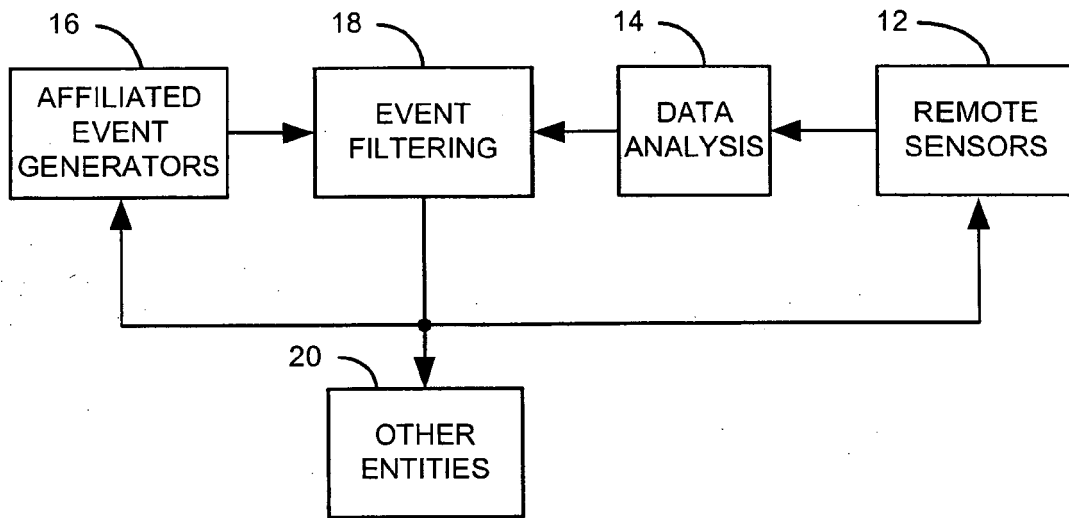 16
18
14
12
AFFILIATED
EVENT
GENERATORS
EVENT
FILTERING
DATA
ANALYSIS
REMOTE
SENSORS
20
OTHER
ENTITIES